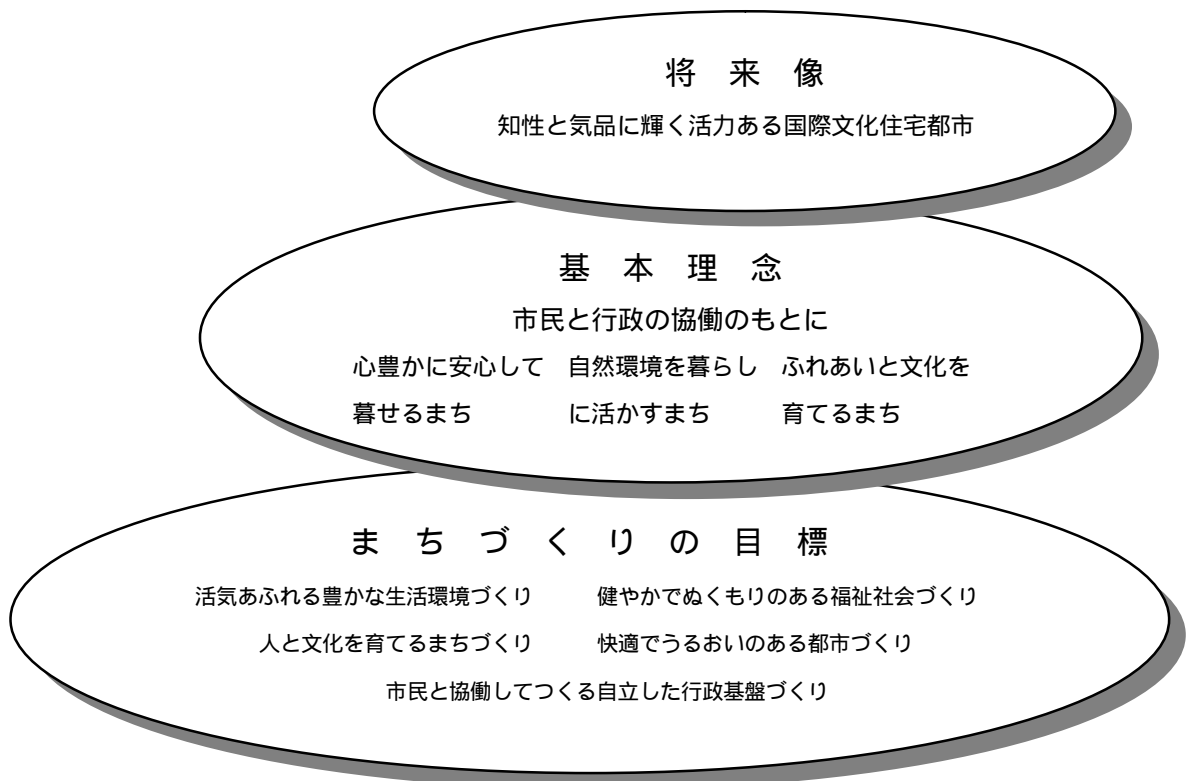 将 来 像
知性と気品に輝く活力ある国際文化住宅都市
基 本 理 念
市民と行政の協働のもとに
心豊かに安心して 自然環境を暮らし ふれあいと文化を
暮せるまち に活かすまち 育てるまち
ま ち づ く り の 目 標
活気あふれる豊かな生活環境づくり 健やかでぬくもりのある福祉社会づくり
人と文化を育てるまちづくり 快適でうるおいのある都市づくり
市民と協働してつくる自立した行政基盤づくり